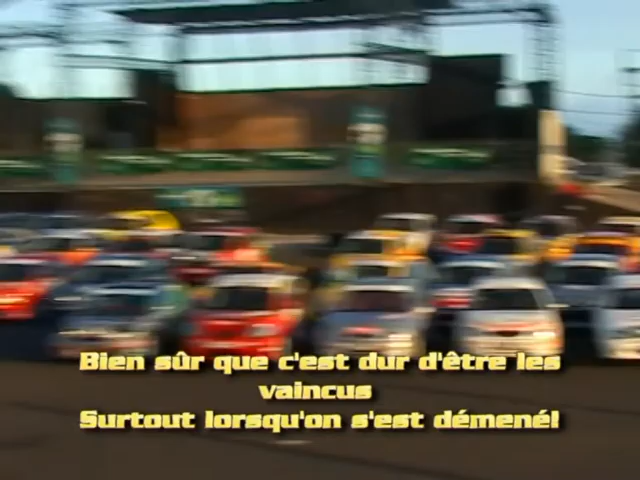 Bien sûr que c'est dur d'être les
vaincus
Surtout lorsqu'on s'est démené!